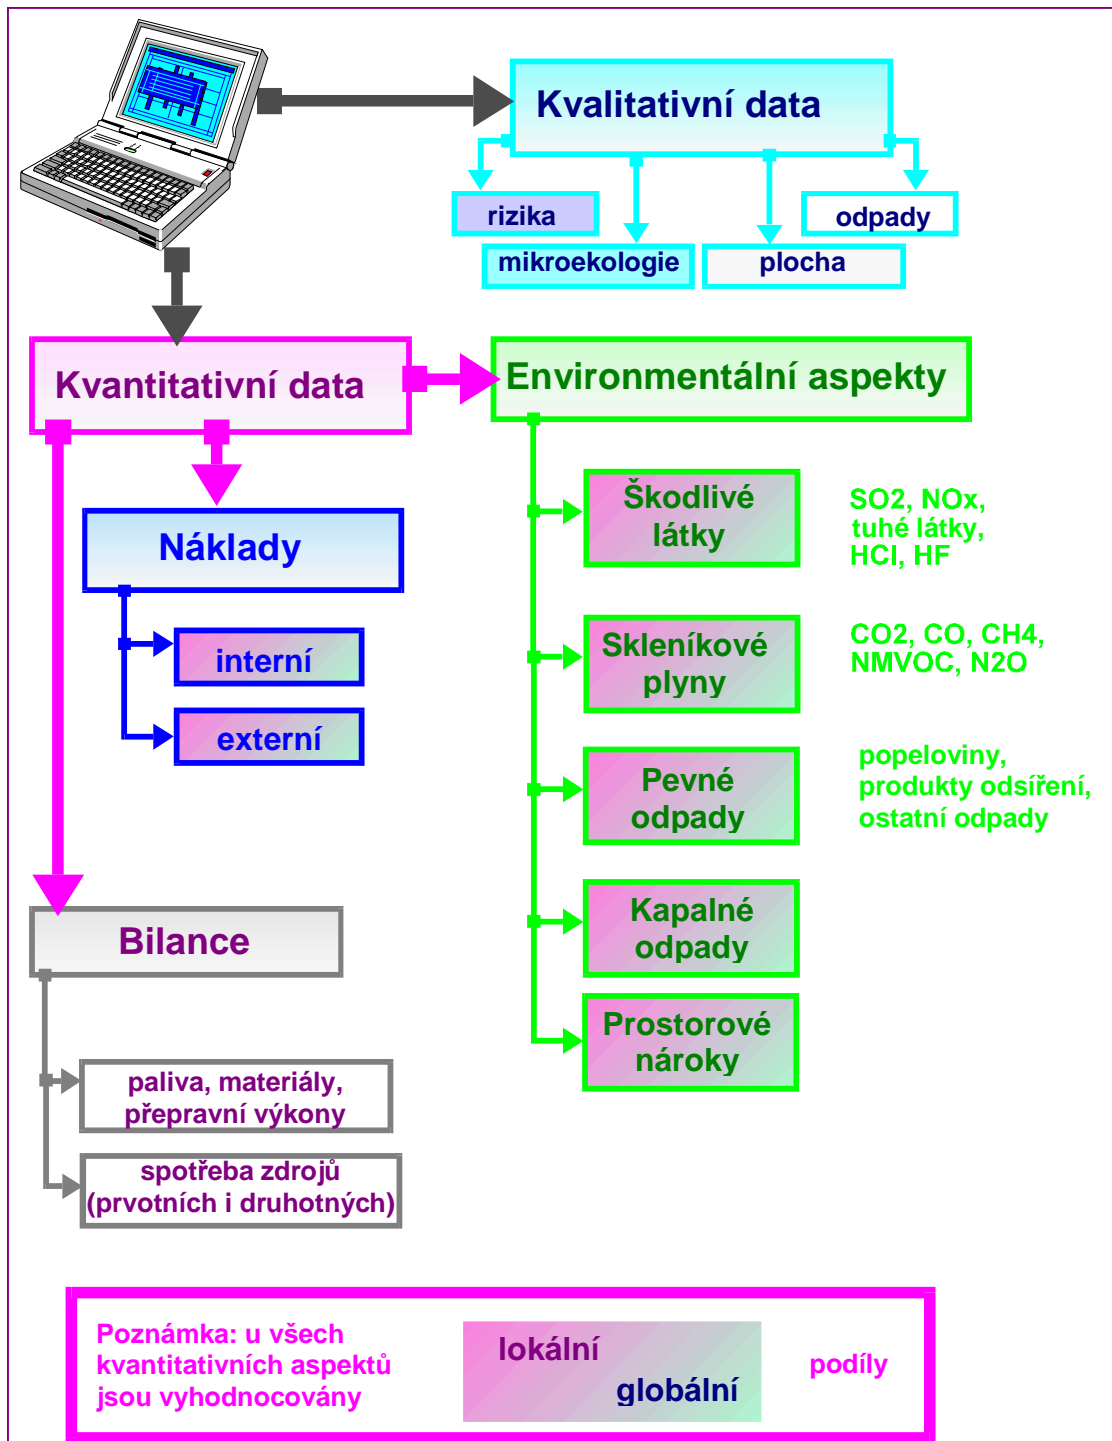 Kvalitativní data
rizika
odpady
mikroekologie
plocha
Kvantitativní data
Environmentální aspekty
Škodlivé
látky
SO2, NOx,
tuhé látky,
HCl, HF
Náklady
interní
externí
Skleníkové
plyny
CO2, CO, CH4,
NMVOC, N2O
Pevné
odpady
popeloviny,
produkty odsíření,
ostatní odpady
Kapalné
odpady
Prostorové
nároky
Bilance
paliva, materiály,
přepravní výkony
spotřeba zdrojů
(prvotních i druhotných)
Poznámka: u všech
kvantitativních aspektů
jsou vyhodnocovány
lokální
globální
podíly